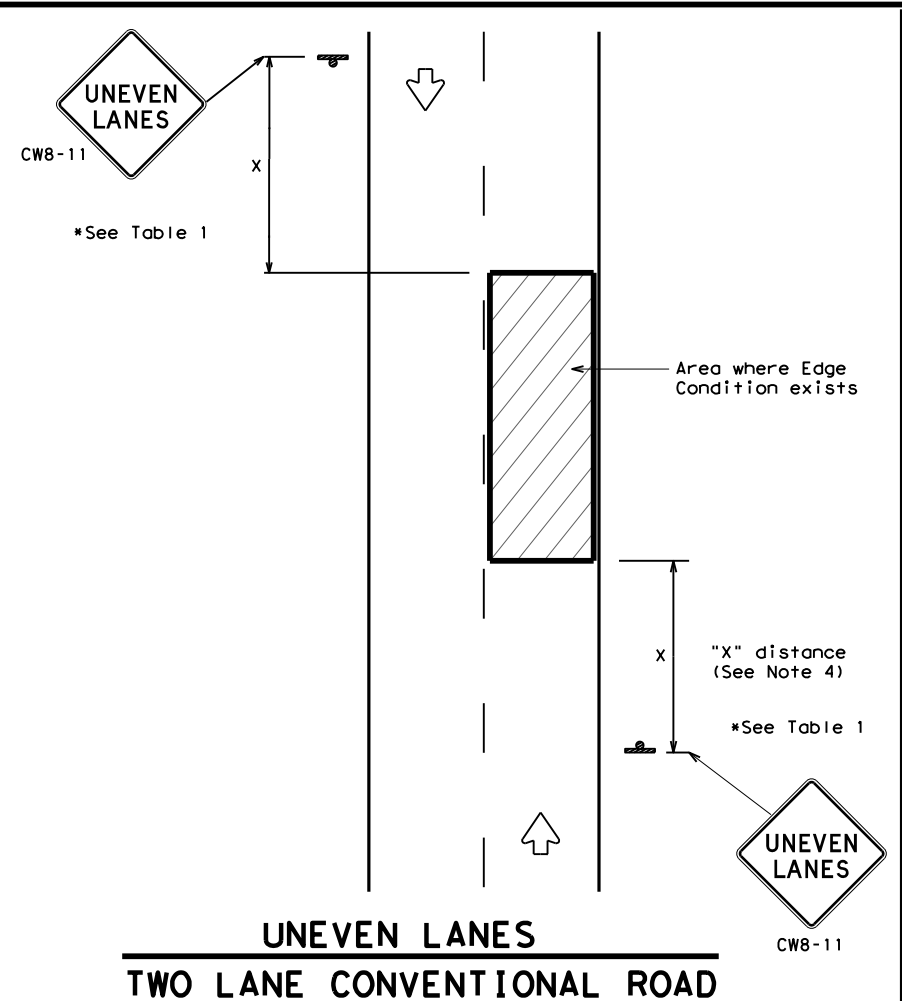 UNEVEN
LANES
CW8-11
X
*See Table 1
Area where Edge
Condition exists
X
"X" distance
(See Note 4)
*See Table 1
UNEVEN
LANES
CW8-11
UNEVEN LANES
TWO LANE CONVENTIONAL ROAD